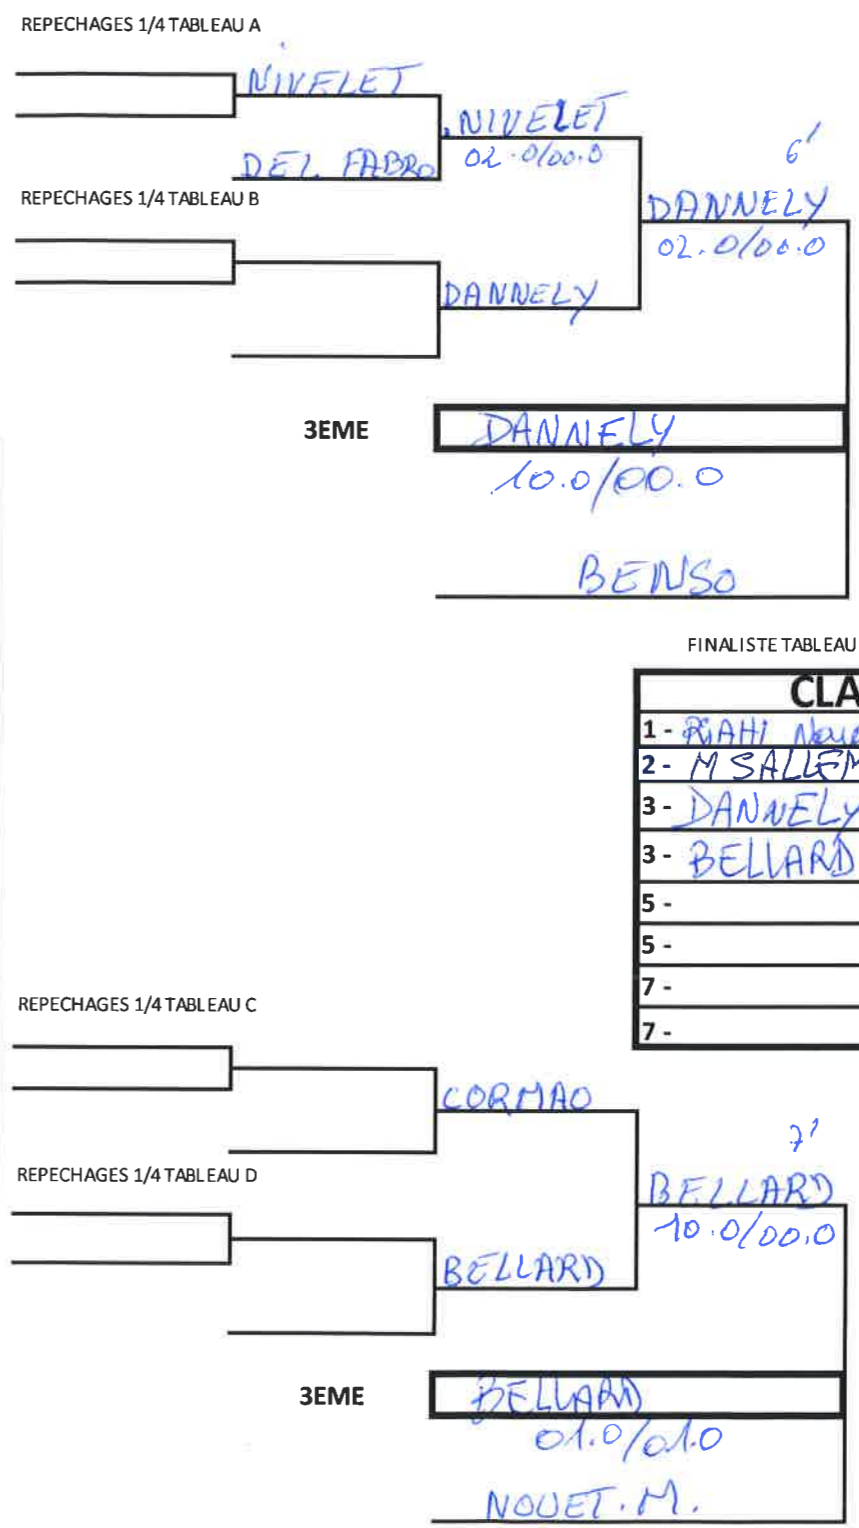 REPECHAGES 1/4 TABLEAU A
NIVELET
NIVELET
02.0/00.0
6'
DEL FABRO
REPECHAGES 1/4 TABLEAU B
DANNELY
02.0/00.0
DANNELY
3EME
DANNELY
10.0/00.0
BENSO
FINALISTE TABLEAU
CLA
1 - RIAHI
2 - M SALLEM
3 - DANNELY
3 - BELLARD
5 -
5 -
7 -
7 -
REPECHAGES 1/4 TABLEAU C
CORMAO
7'
REPECHAGES 1/4 TABLEAU D
BELLARD
10.0/00.0
BELLARD
3EME
BELLARD
01.0/01.0
NOUET.M.